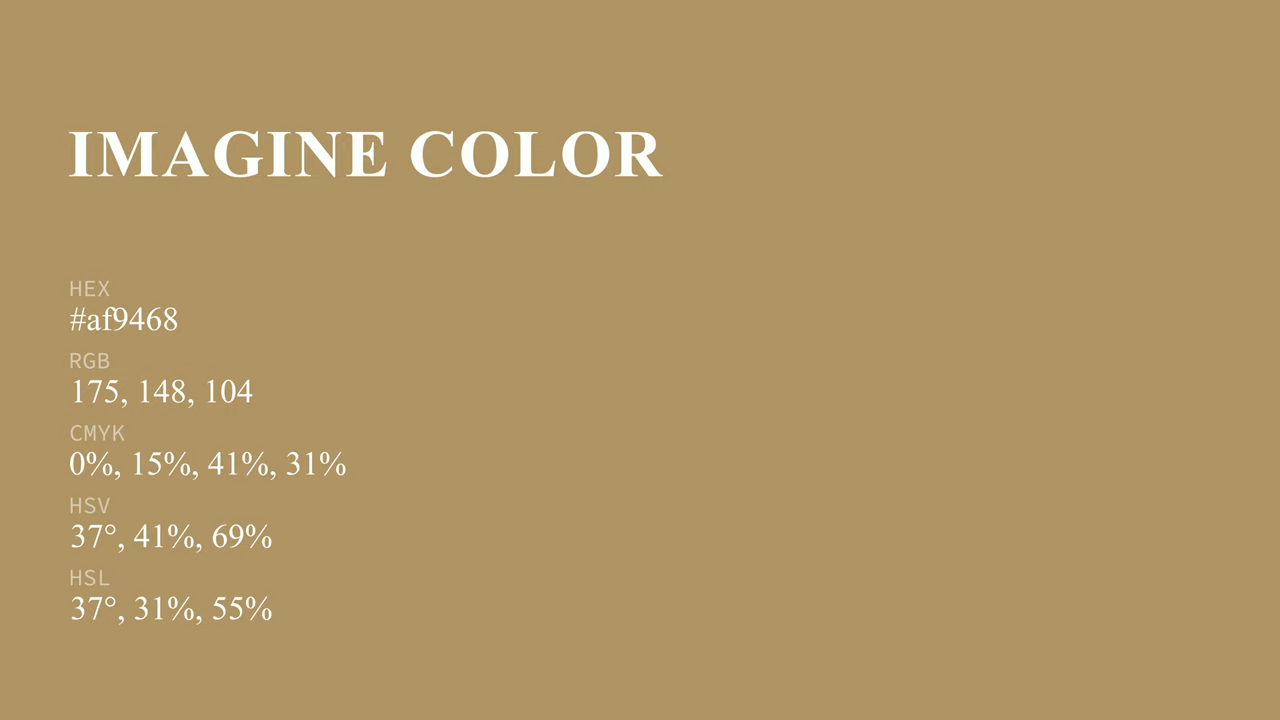 IMAGINE COLOR
HEX
#af9468
RGB
175, 148, 104
CMYK
0%, 15%, 41%, 31%
HSV
37°, 41%, 69%
HSL
37°, 31%, 55%